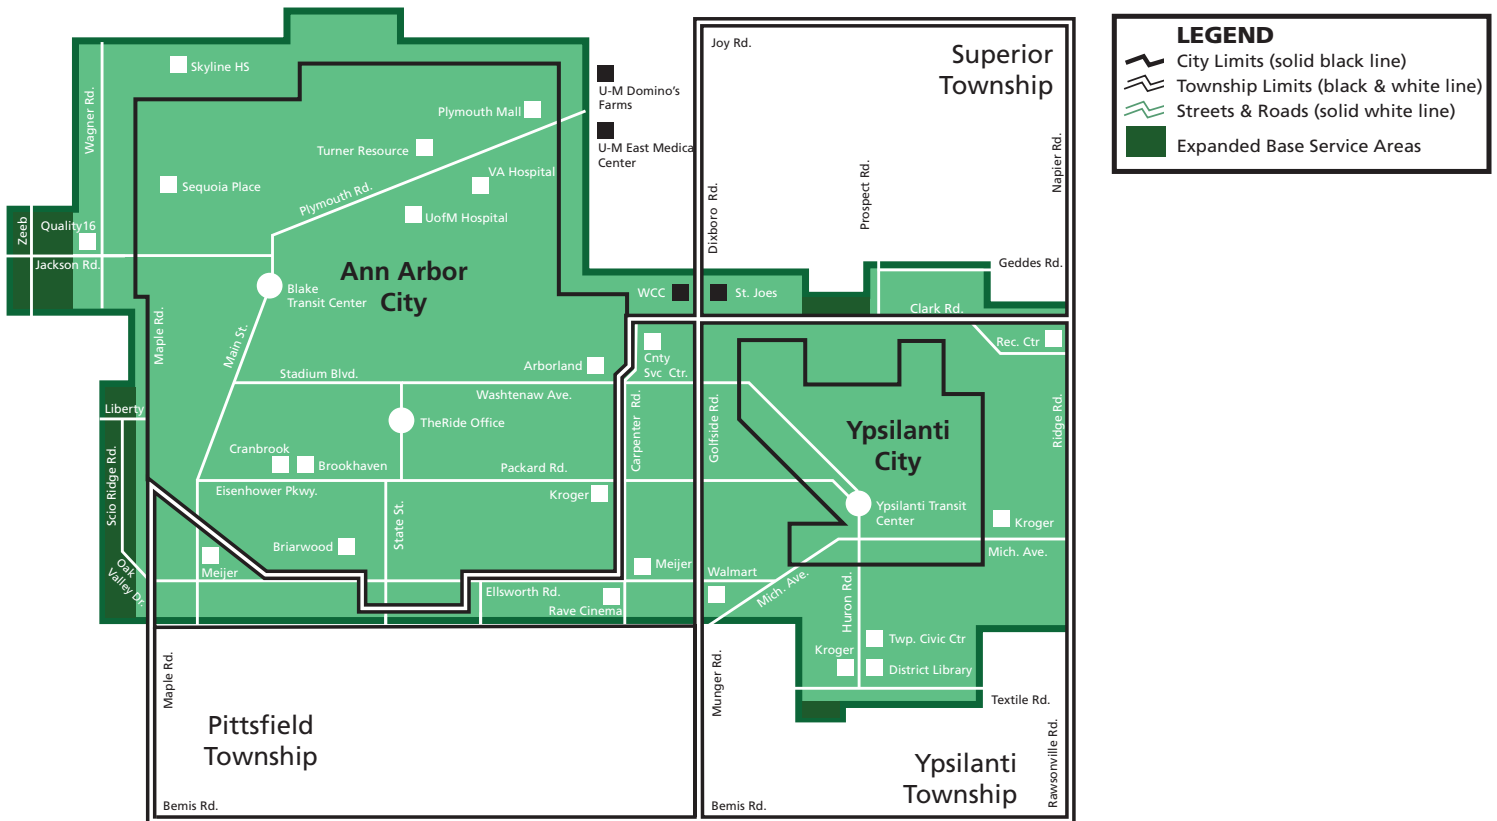 LEGEND
City Limits (solid black line)
Township Limits (black & white line)
Streets & Roads (solid white line)
Expanded Base Service Areas
Joy Rd.
Superior
Township
Skyline HS
Wagner Rd.
U-M Domino's
Farms
Plymouth Mall
U-M East Medica
Center
Turner Resource
VA Hospital
Napier Rd.
Prospect Rd.
Dixboro Rd.
Sequoia Place
Plymouth Rd.
UofM Hospital
Zeeb
Quality16
Jackson Rd.
Geddes Rd.
Ann Arbor
City
Blake
Transit Center
WCC
St. Joes
Clark Rd.
Maple Rd.
Main St.
Cnty
Svc Ctr.
Rec. Ctr
Arborland
Stadium Blvd.
Washtenaw Ave.
Liberty
TheRide Office
Carpenter Rd.
Golfside Rd.
Ridge Rd.
Ypsilanti
City
Cranbrook
Brookhaven
Packard Rd.
Eisenhower Pkwy.
Kroger
Scio Ridge Rd.
State St.
Ypsilanti Transit
Center
Kroger
Mich. Ave.
Briarwood
Meijer
Meijer
Walmart
Oak
Valley Dr.
Ellsworth Rd.
Rave Cinema
Mich. Ave.
Huron Rd.
Twp. Civic Ctr
Kroger
District Library
Maple Rd.
Munger Rd.
Textile Rd.
Pittsfield
Township
Rawsonville Rd.
Ypsilanti
Township
Bemis Rd.
Bemis Rd.